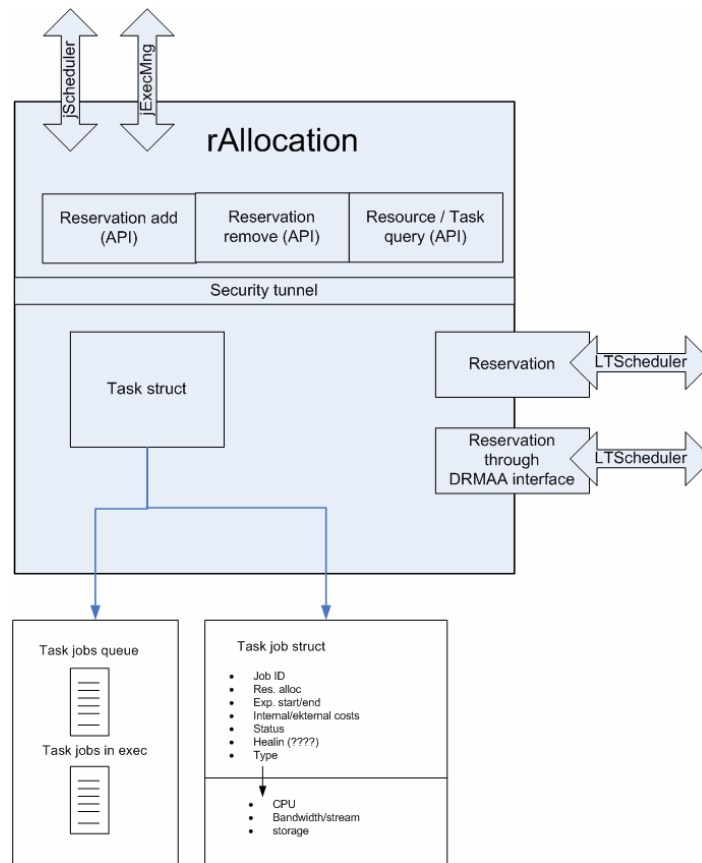 jScheduler
jExecMng
rAllocation
Reservation add
(API)
Reservation
remove (API)
Resource / Task
query (API)
Security tunnel
Task struct
Reservation
LTScheduler
Reservation
through
DRMAA interface
LTScheduler
Task jobs queue
Task jobs in exec
Task job struct
• Job ID
• Res. alloc
• Exp. start/end
• Internal/ekternal costs
• Status
• Healin (????)
• Type
• CPU
• Bandwidth/stream
• storage